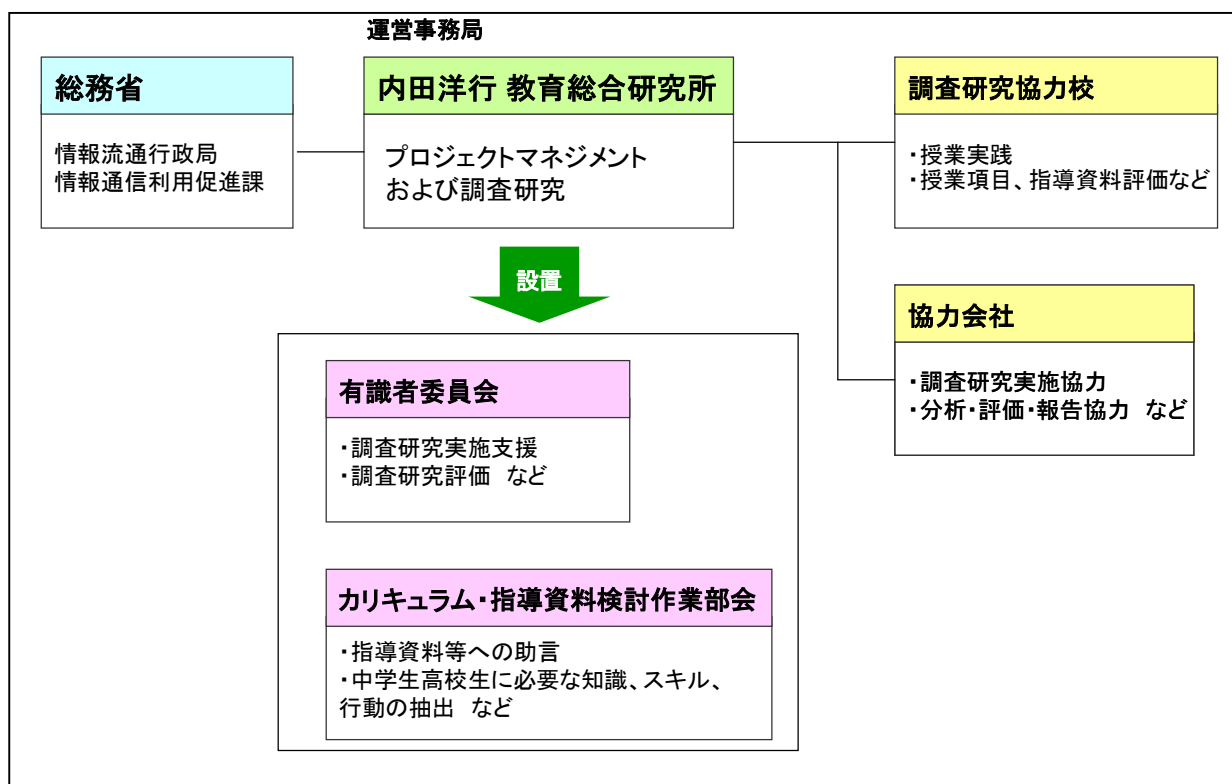 運営事務局
総務省
情報流通行政局
情報通信利用促進課
内田洋行 教育総合研究所
プロジェクトマネジメント
および調査研究
調査研究協力校
・授業実践
・授業項目、指導資料評価など
設置
協力会社
・調査研究実施協力
・分析・評価・報告協力 など
有識者委員会
・調査研究実施支援
・調査研究評価 など
カリキュラム・指導資料検討作業部会
・指導資料等への助言
・中学生高校生に必要な知識、スキル、
行動の抽出 など